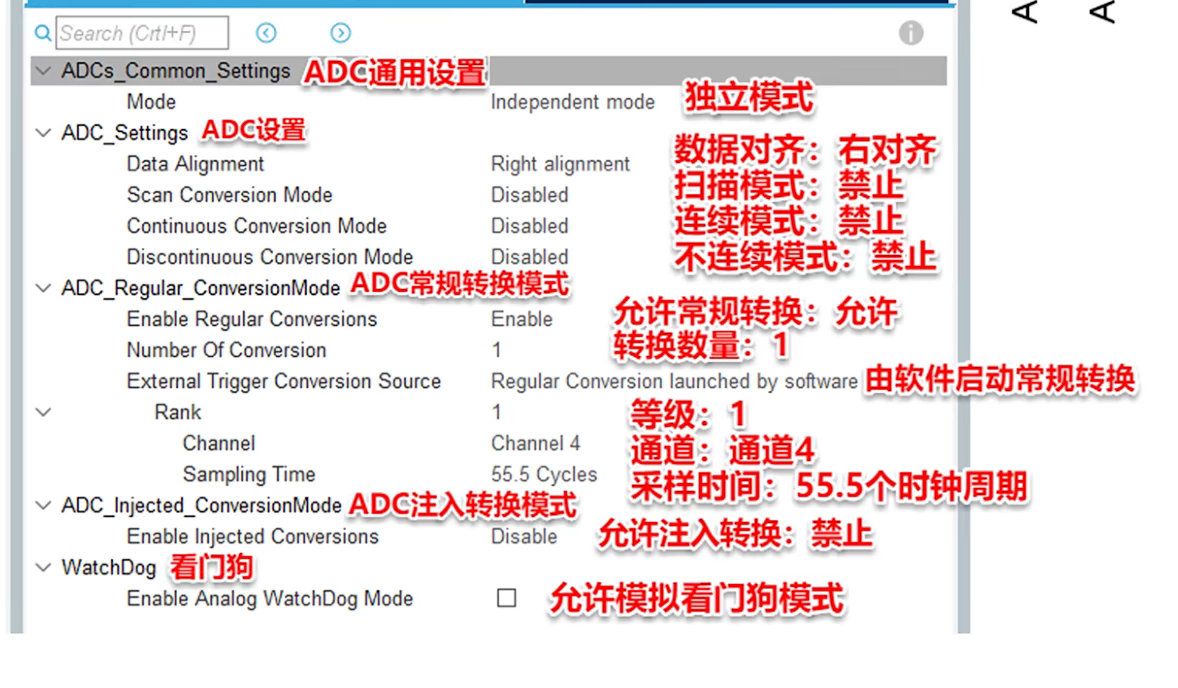 Search (Crtl+F)
ADCs_Common_Settings ADC通用设置
Mode Independent mode 独立模式
ADC_Settings ADC设置
Data Alignment Right alignment 数据对齐：右对齐
Scan Conversion Mode Disabled 扫描模式：禁止
Continuous Conversion Mode Disabled 连续模式：禁止
Discontinuous Conversion Mode Disabled 不连续模式：禁止
ADC_Regular_ConversionMode ADC常规转换模式
Enable Regular Conversions Enable 允许常规转换：允许
Number Of Conversion 1 转换数量：1
External Trigger Conversion Source Regular Conversion launched by software 由软件启动常规转换
Rank 1 等级：1
Channel Channel 4 通道：通道4
Sampling Time 55.5 Cycles 采样时间：55.5个时钟周期
ADC_Injected_ConversionMode ADC注入转换模式
Enable Injected Conversions Disable 允许注入转换：禁止
WatchDog 看门狗
Enable Analog WatchDog Mode 允许模拟看门狗模式
A
A